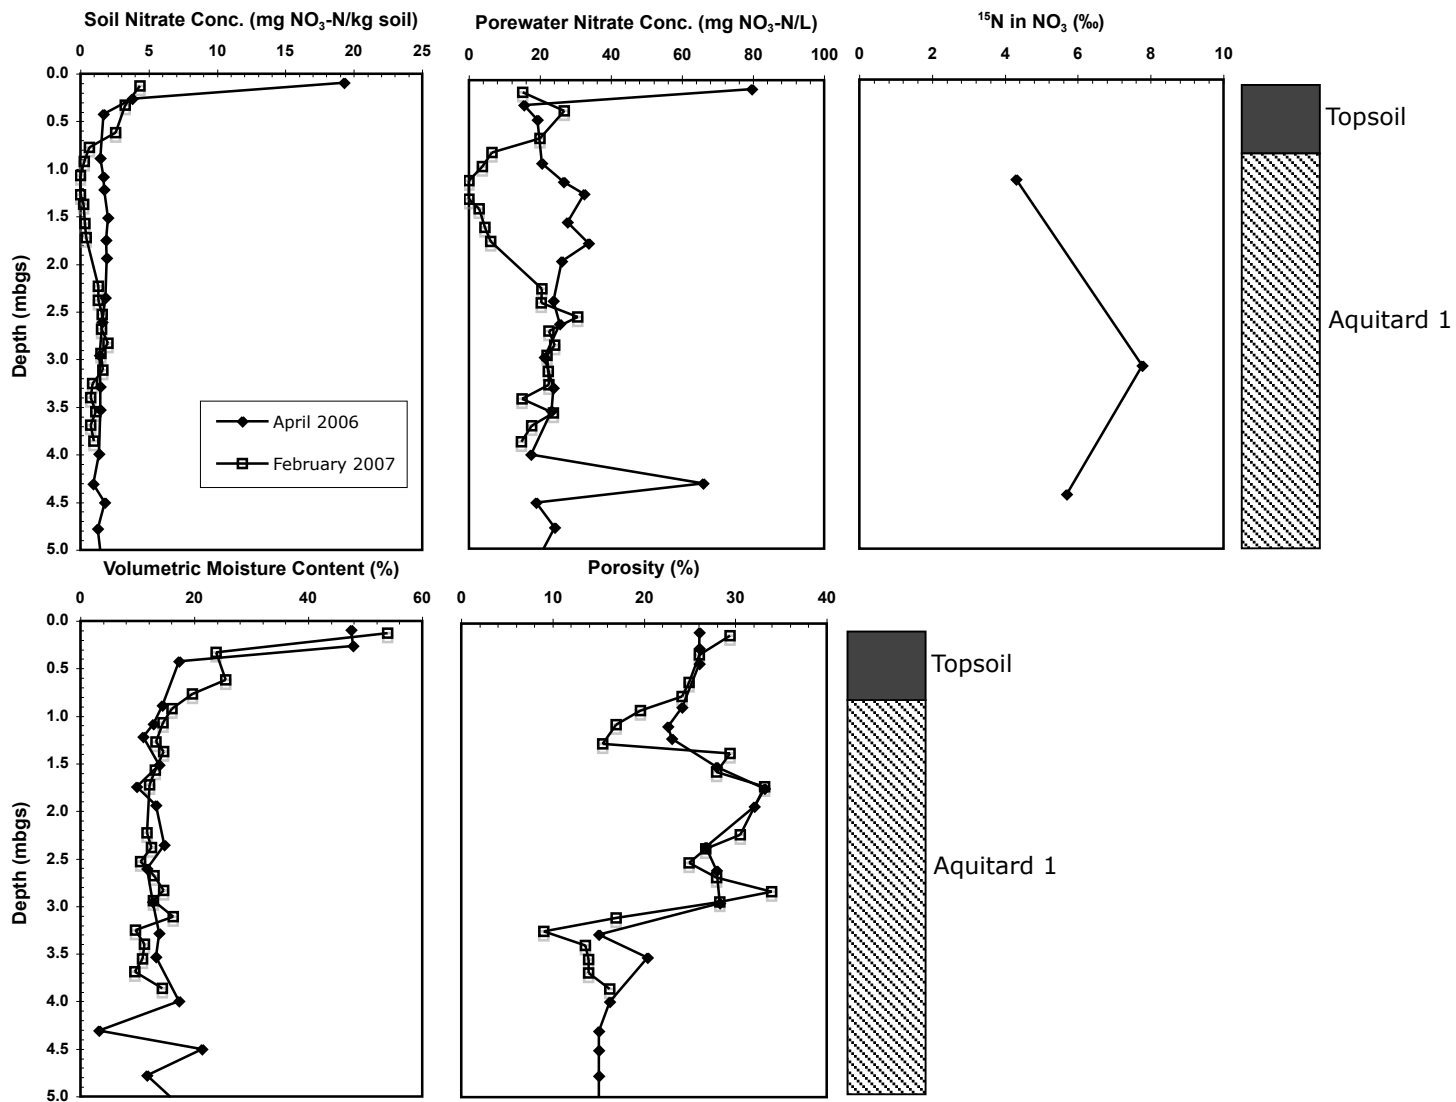 Soil Nitrate Conc. (mg NO₃-N/kg soil)
0 5 10 15 20 25
0.0
0.5
1.0
1.5
2.0
2.5
3.0
3.5
4.0
4.5
5.0
Depth (mbgs)
April 2006
February 2007
Porewater Nitrate Conc. (mg NO₃-N/L)
0 20 40 60 80 100
¹⁵N in NO₃ (‰)
0 2 4 6 8 10
Topsoil
Aquitard 1
Volumetric Moisture Content (%)
0 20 40 60
0.0
0.5
1.0
1.5
2.0
2.5
3.0
3.5
4.0
4.5
5.0
Depth (mbgs)
Porosity (%)
0 10 20 30 40
Topsoil
Aquitard 1